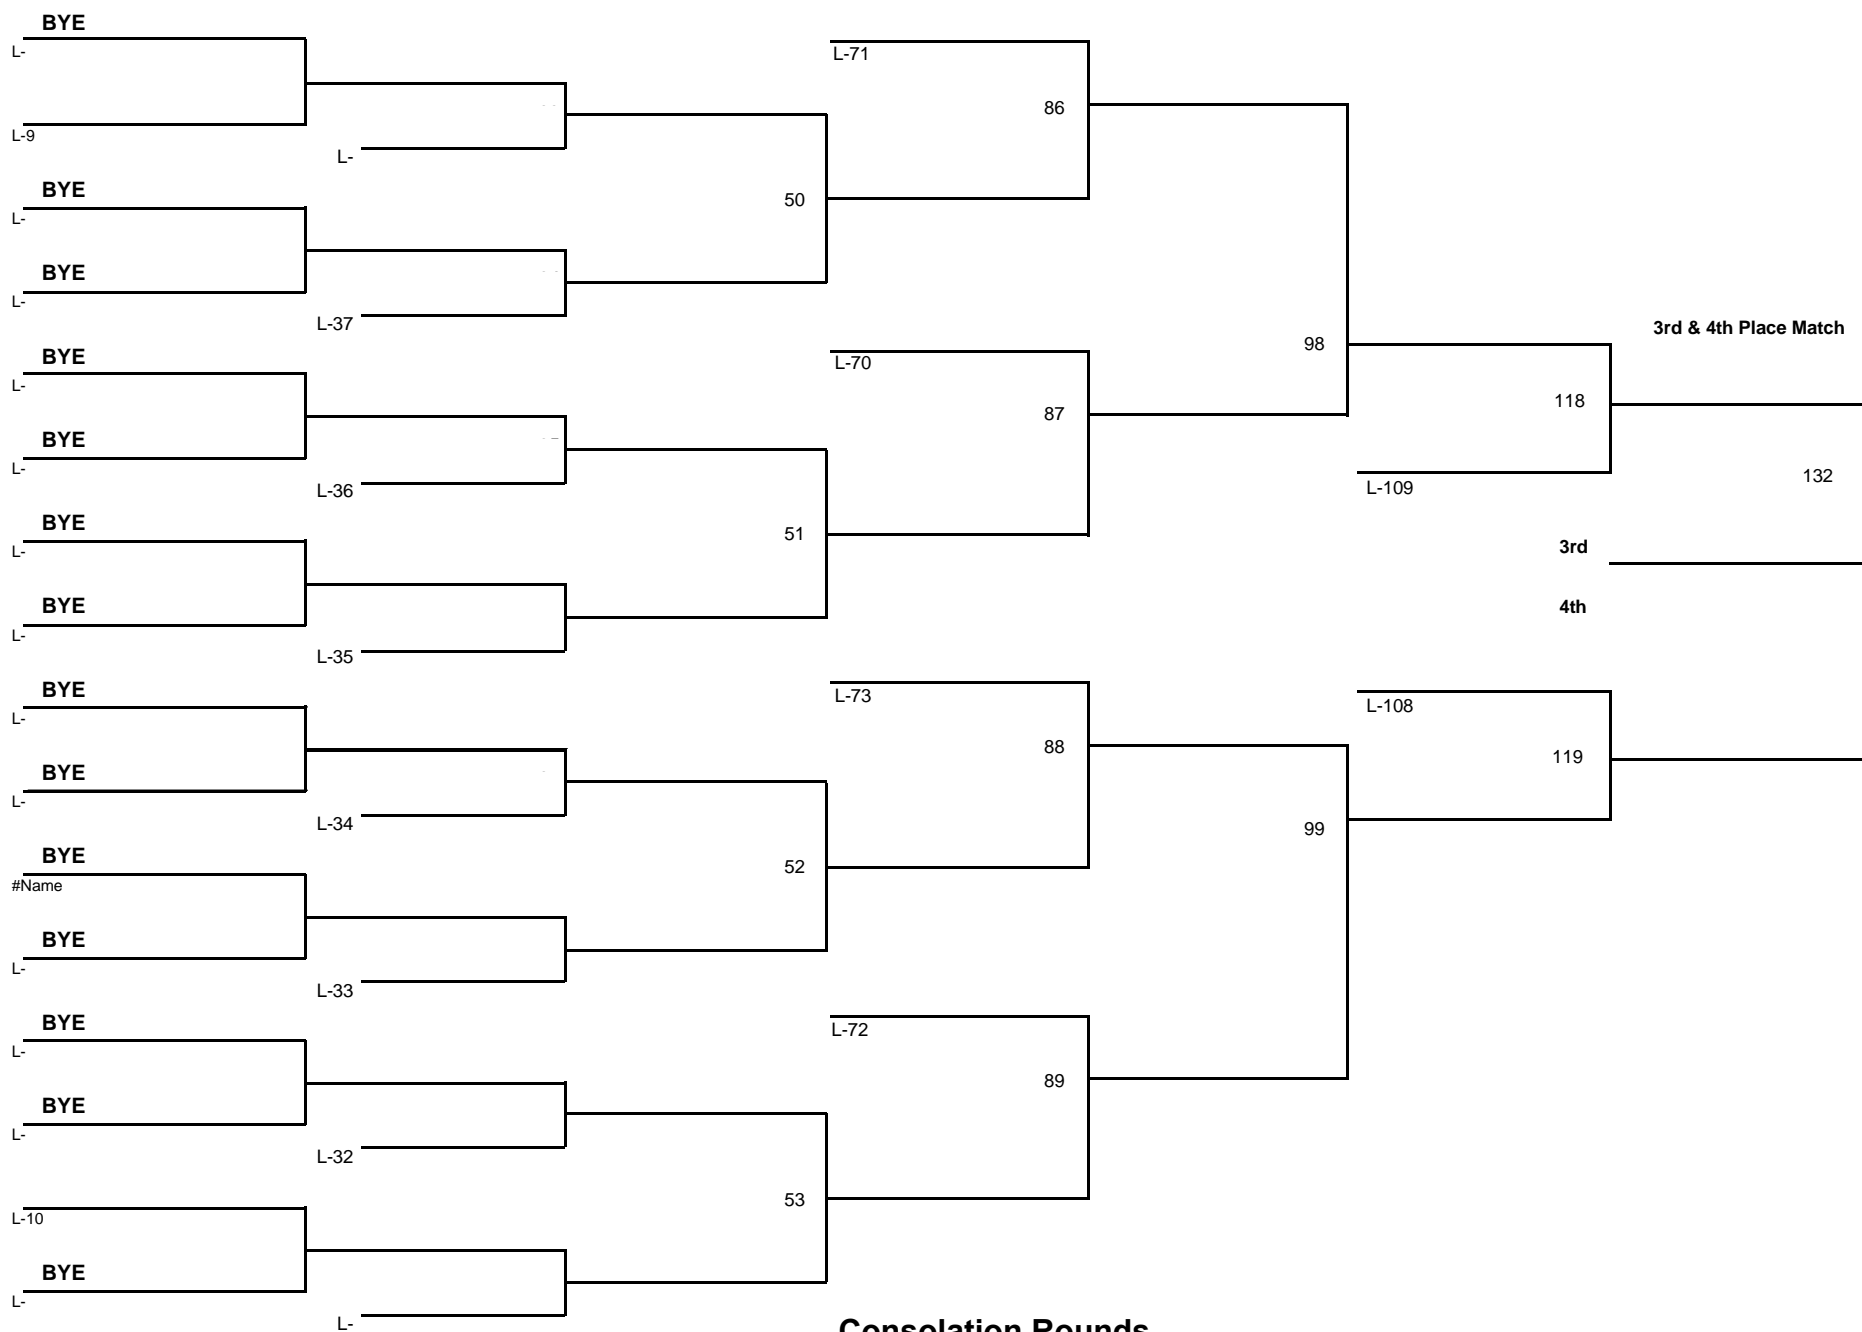 BYE
L-
L-71
86
L-9
L-
BYE
50
L-
BYE
L-
L-37
3rd & 4th Place Match
98
BYE
L-70
L-
118
87
BYE
L-
132
L-36
L-109
BYE
51
3rd
L-
BYE
4th
L-
L-35
BYE
L-73
L-108
L-
88
119
BYE
L-
L-34
99
BYE
52
#Name
BYE
L-
L-33
BYE
L-72
L-
89
BYE
L-
L-32
53
L-10
BYE
L-
L-
Consolation Rounds